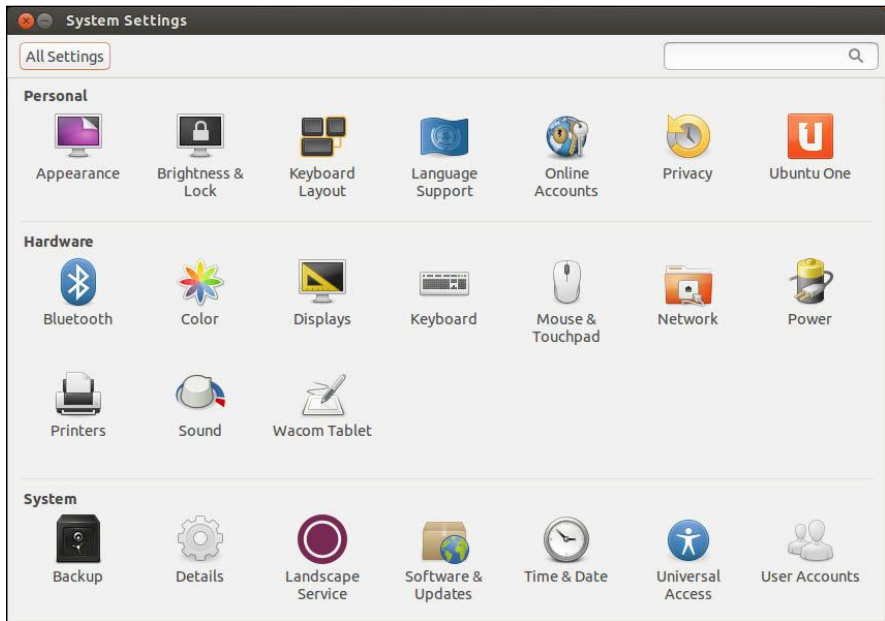 System Settings
All Settings
Personal
Appearance
Brightness &
Lock
Keyboard
Layout
Language
Support
Online
Accounts
Privacy
Ubuntu One
Hardware
Bluetooth
Color
Displays
Keyboard
Mouse &
Touchpad
Network
Power
Printers
Sound
Wacom Tablet
System
Backup
Details
Landscape
Service
Software &
Updates
Time & Date
Universal
Access
User Accounts